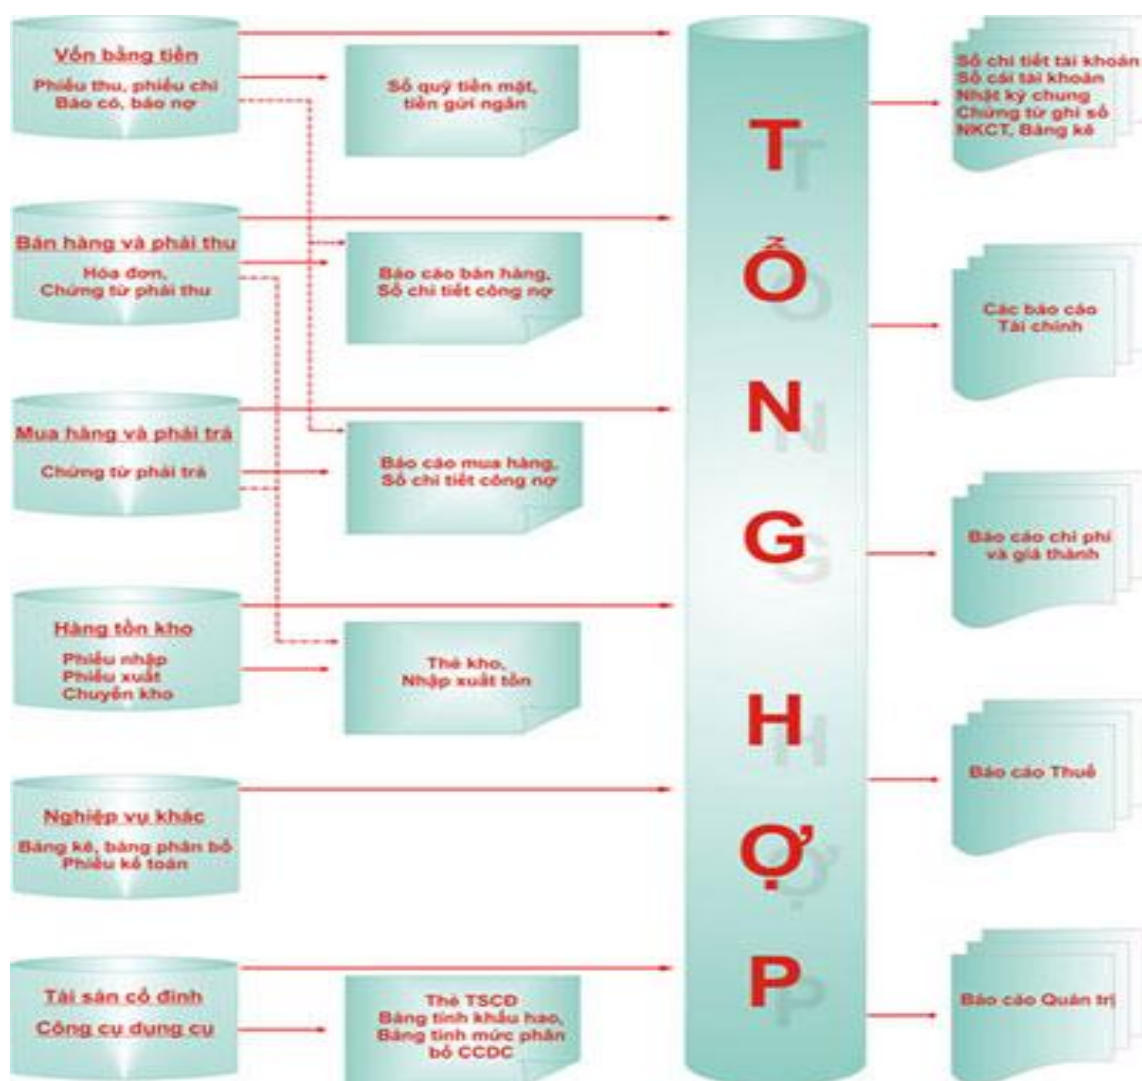 Vốn bằng tiền
Phiếu thu, phiếu chi
Báo có, báo nợ
Sổ quỹ tiền mặt,
tiền gửi ngân
Bán hàng và phải thu
Hóa đơn,
Chứng từ phải thu
Báo cáo bán hàng,
Sổ chi tiết công nợ
Mua hàng và phải trả
Chứng từ phải trả
Báo cáo mua hàng,
Sổ chi tiết công nợ
Hàng tồn kho
Phiếu nhập
Phiếu xuất
Chuyển kho
Thẻ kho,
Nhập xuất tồn
Nghiệp vụ khác
Bảng kê, bảng phân bổ
Phiếu kế toán
Tài sản cố định
Công cụ dụng cụ
Thẻ TSCĐ
Bảng tính khấu hao,
Bảng tính mức phân
bổ CCDC
T
Ổ
N
G
H
Ợ
P
Sổ chi tiết tài khoản
Sổ cái tài khoản
Nhật ký chung
Chứng từ ghi sổ
NKCT, Bảng kê
Các báo cáo
Tài chính
Báo cáo chi phí
và giá thành
Báo cáo Thuế
Báo cáo Quản trị